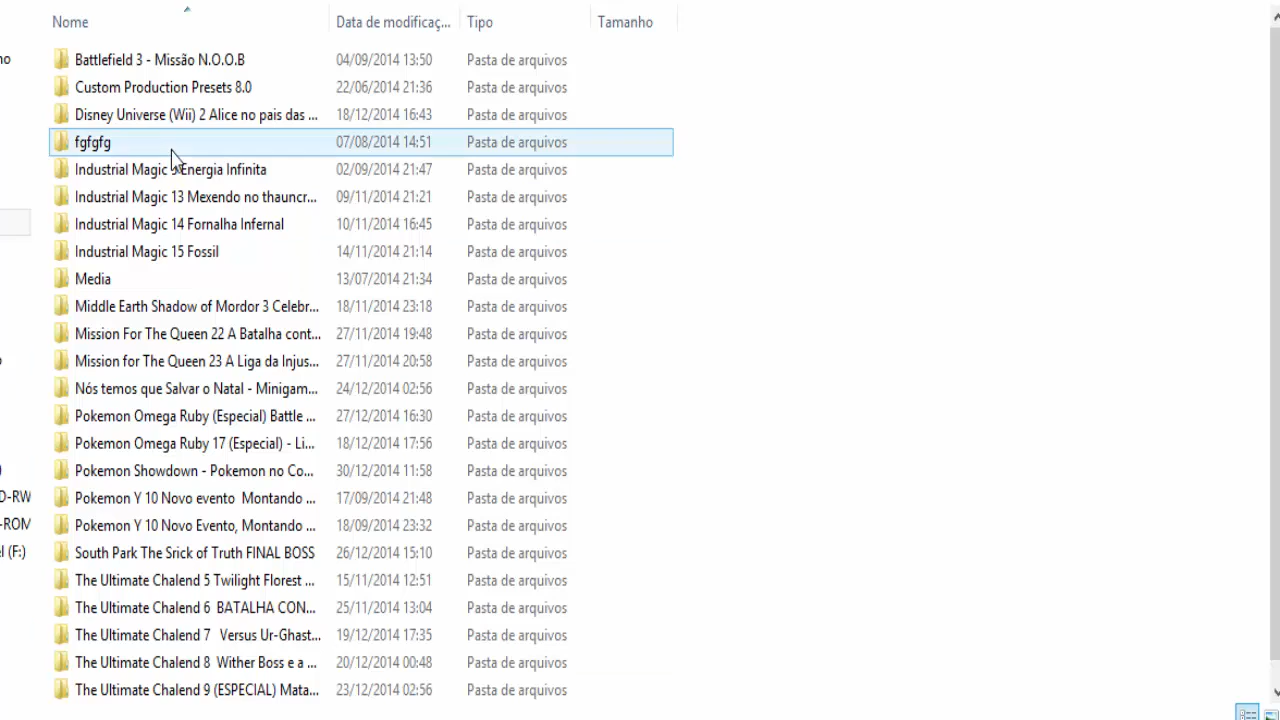 Nome Data de modificaç... Tipo Tamanho
Battlefield 3 - Missão N.O.O.B 04/09/2014 13:50 Pasta de arquivos
Custom Production Presets 8.0 22/06/2014 21:36 Pasta de arquivos
Disney Universe (Wii) 2 Alice no pais das ... 18/12/2014 16:43 Pasta de arquivos
fgfgfg 07/08/2014 14:51 Pasta de arquivos
Industrial Magic Energia Infinita 02/09/2014 21:47 Pasta de arquivos
Industrial Magic 13 Mexendo no thauncr... 09/11/2014 21:21 Pasta de arquivos
Industrial Magic 14 Fornalha Infernal 10/11/2014 16:45 Pasta de arquivos
Industrial Magic 15 Fossil 14/11/2014 21:14 Pasta de arquivos
Media 13/07/2014 21:34 Pasta de arquivos
Middle Earth Shadow of Mordor 3 Celebr... 18/11/2014 23:18 Pasta de arquivos
Mission For The Queen 22 A Batalha cont... 27/11/2014 19:48 Pasta de arquivos
Mission for The Queen 23 A Liga da Injus... 27/11/2014 20:58 Pasta de arquivos
Nós temos que Salvar o Natal - Minigam... 24/12/2014 02:56 Pasta de arquivos
Pokemon Omega Ruby (Especial) Battle ... 27/12/2014 16:30 Pasta de arquivos
Pokemon Omega Ruby 17 (Especial) - Li... 18/12/2014 17:56 Pasta de arquivos
Pokemon Showdown - Pokemon no Co... 30/12/2014 11:58 Pasta de arquivos
Pokemon Y 10 Novo evento Montando ... 17/09/2014 21:48 Pasta de arquivos
D-RW
Pokemon Y 10 Novo Evento, Montando ... 18/09/2014 23:32 Pasta de arquivos
-ROM
South Park The Srick of Truth FINAL BOSS 26/12/2014 15:10 Pasta de arquivos
l (F:)
The Ultimate Chalend 5 Twilight Florest ... 15/11/2014 12:51 Pasta de arquivos
The Ultimate Chalend 6 BATALHA CON... 25/11/2014 13:04 Pasta de arquivos
The Ultimate Chalend 7 Versus Ur-Ghast... 19/12/2014 17:35 Pasta de arquivos
The Ultimate Chalend 8 Wither Boss e a ... 20/12/2014 00:48 Pasta de arquivos
The Ultimate Chalend 9 (ESPECIAL) Mata... 23/12/2014 02:56 Pasta de arquivos